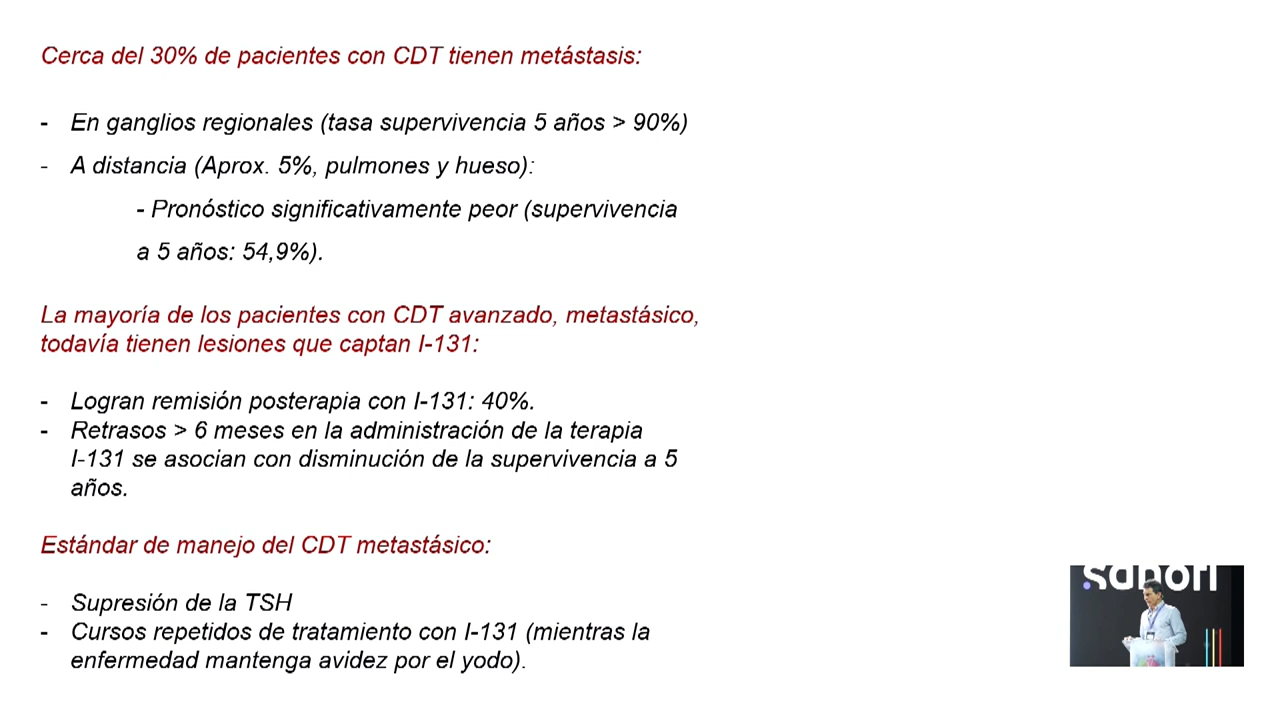 Cerca del 30% de pacientes con CDT tienen metástasis:
- En ganglios regionales (tasa supervivencia 5 años > 90%)
- A distancia (Aprox. 5%, pulmones y hueso):
- Pronóstico significativamente peor (supervivencia
a 5 años: 54,9%).
La mayoría de los pacientes con CDT avanzado, metastásico,
todavía tienen lesiones que captan I-131:
- Logran remisión posterapia con I-131: 40%.
- Retrasos > 6 meses en la administración de la terapia
I-131 se asocian con disminución de la supervivencia a 5
años.
Estándar de manejo del CDT metastásico:
- Supresión de la TSH
- Cursos repetidos de tratamiento con I-131 (mientras la
enfermedad mantenga avidez por el yodo).
sanofi